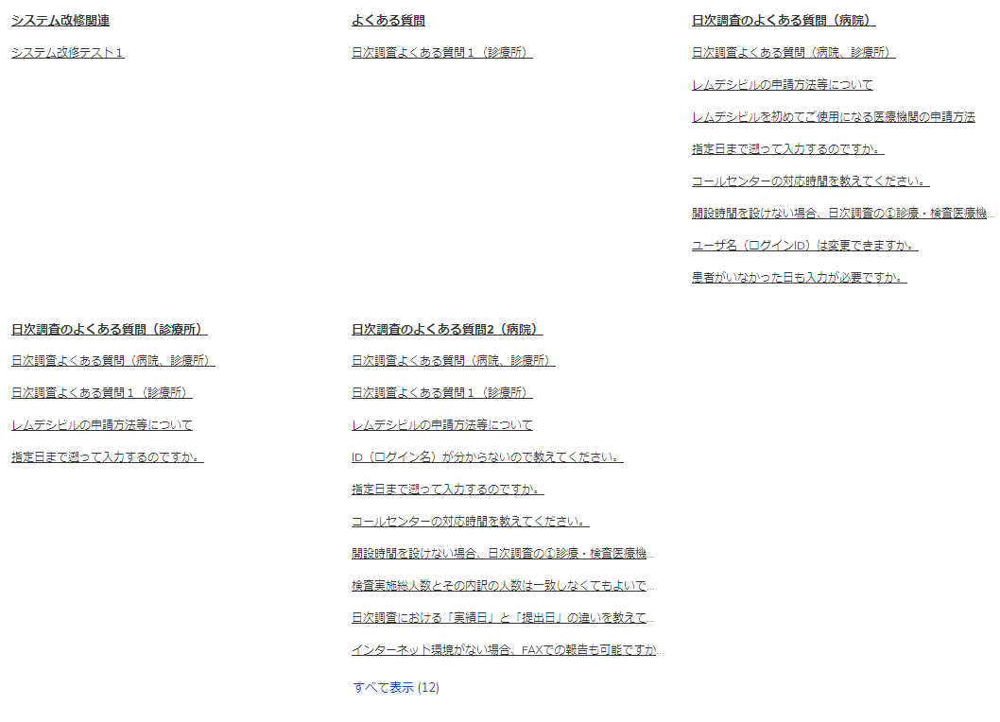 システム改修関連
システム改修テスト１
よくある質問
日次調査よくある質問１（診療所）
日次調査のよくある質問（病院）
日次調査よくある質問（病院、診療所）
レムデシビルの申請方法等について
レムデシビルを初めてご使用になる医療機関の申請方法
指定日まで遡って入力するのですか。
コールセンターの対応時間を教えてください。
開設時間を設けない場合、日次調査の①診療・検査医療機...
ユーザ名（ログインID）は変更できますか。
患者がいなかった日も入力が必要ですか。
日次調査のよくある質問（診療所）
日次調査よくある質問（病院、診療所）
日次調査よくある質問１（診療所）
レムデシビルの申請方法等について
指定日まで遡って入力するのですか。
日次調査のよくある質問2（病院）
日次調査よくある質問（病院、診療所）
日次調査よくある質問１（診療所）
レムデシビルの申請方法等について
ID（ログイン名）が分からないので教えてください。
指定日まで遡って入力するのですか。
コールセンターの対応時間を教えてください。
開設時間を設けない場合、日次調査の①診療・検査医療機...
検査実施総人数とその内訳の人数は一致しなくてもよいで...
日次調査における「実績日」と「提出日」の違いを教えて...
インターネット環境がない場合、FAXでの報告も可能ですか...
すべて表示 (12)